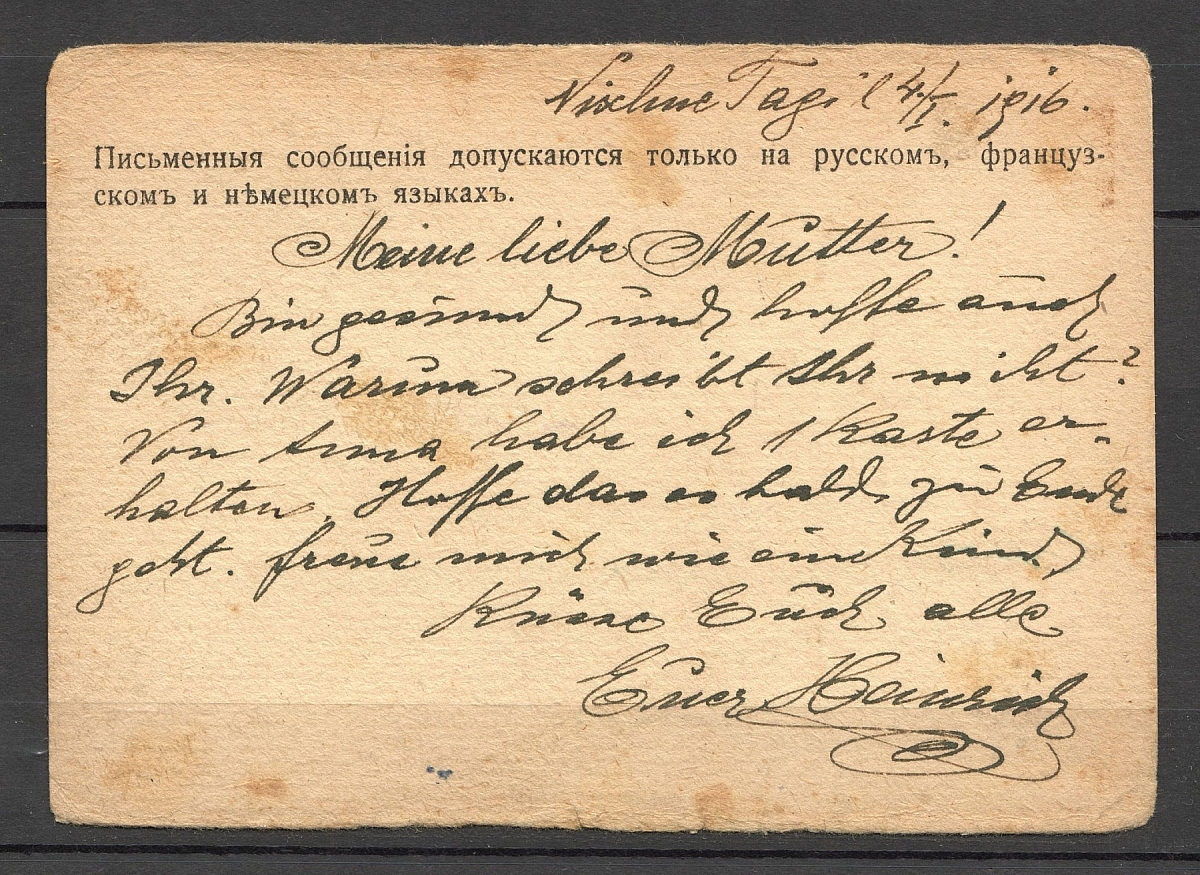 Nischne Tagil 4/I. 1916.
Письменныя сообщенія допускаются только на русскомъ, француз-
скомъ и нѣмецкомъ языкахъ.
Meine liebe Mutter!
Bin gesund und hoffe auch
Ihr. Warum schreibt Ihr nicht?
Von Anna habe ich 1 Karte er-
halten. Hoffe das es bald zu Ende
geht. freue mich wie ein Kind,
Küsse Euch alle
Euer Heinrich